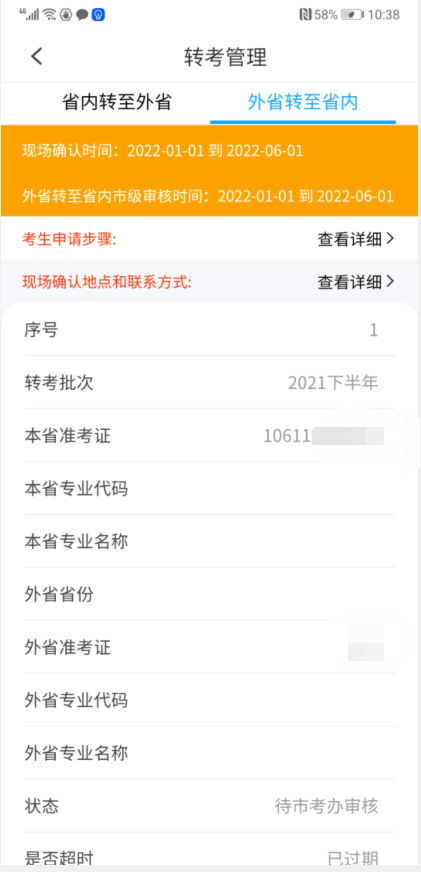 4G 58% 10:38
转考管理
省内转至外省 外省转至省内
现场确认时间：2022-01-01 到 2022-06-01
外省转至省内市级审核时间：2022-01-01 到 2022-06-01
考生申请步骤: 查看详细
现场确认地点和联系方式: 查看详细
序号 1
转考批次 2021下半年
本省准考证 10611
本省专业代码
本省专业名称
外省省份
外省准考证
外省专业代码
外省专业名称
状态 待市考办审核
是否超时 已过期